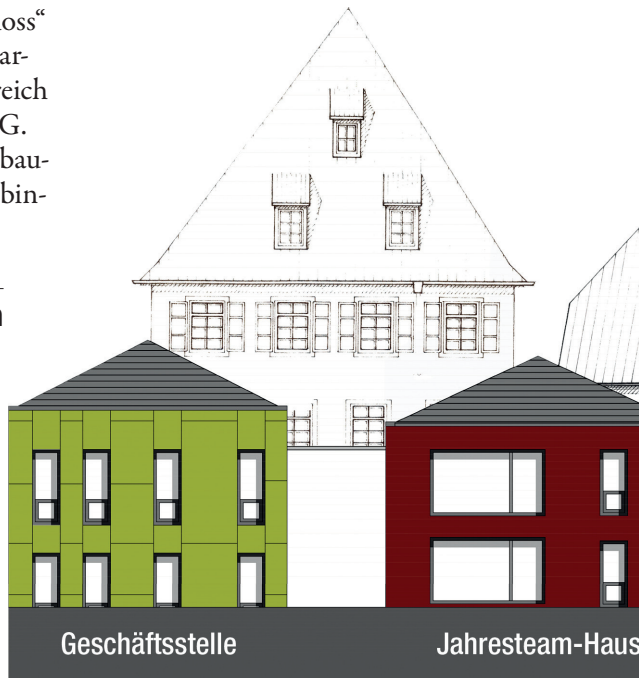 oss“
ar-
reich
G.
bau-
bin-
Geschäftsstelle
Jahresteam-Haus